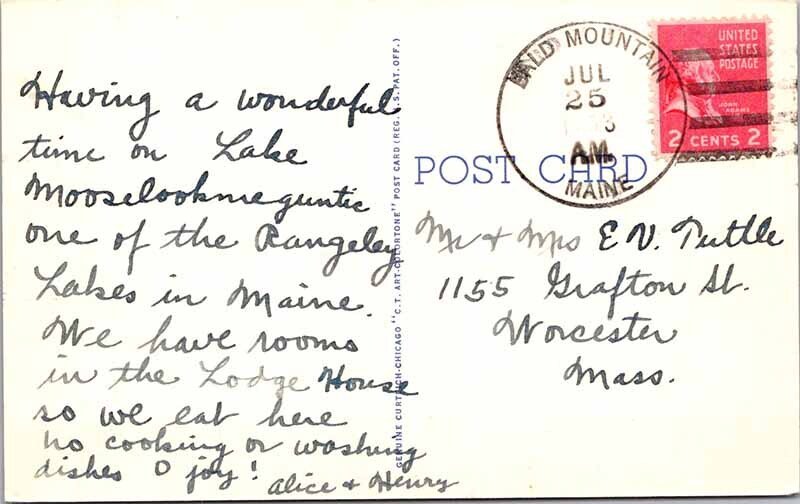 Having a wonderful
time on Lake
Mooselookmeguntic
one of the Rangeley
Lakes in Maine.
We have rooms
in the Lodge House
so we eat here
no cooking or washing
dishes O joy!
Alice + Henry
GENUINE CURTEICH-CHICAGO "C.T. ART-COLORTONE" POST CARD (REG. U.S. PAT. OFF.)
POST CARD
BALD MOUNTAIN
JUL
25
AM
MAINE
UNITED
STATES
POSTAGE
JOHN
ADAMS
2 CENTS 2
Mr + Mrs E V. Tuttle
1155 Grafton St.
Worcester
Mass.